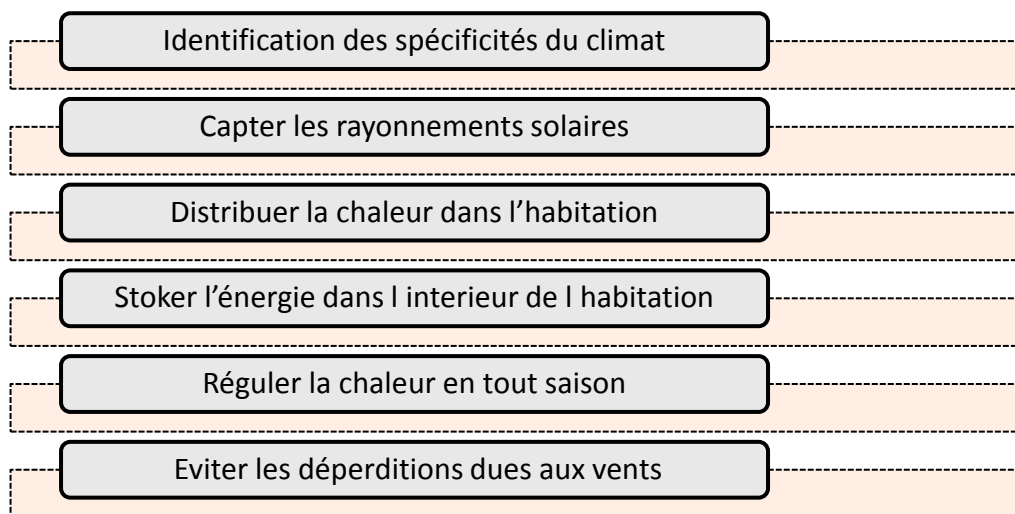 Identification des spécificités du climat
Capter les rayonnements solaires
Distribuer la chaleur dans l’habitation
Stoker l’énergie dans l interieur de l habitation
Réguler la chaleur en tout saison
Eviter les déperditions dues aux vents